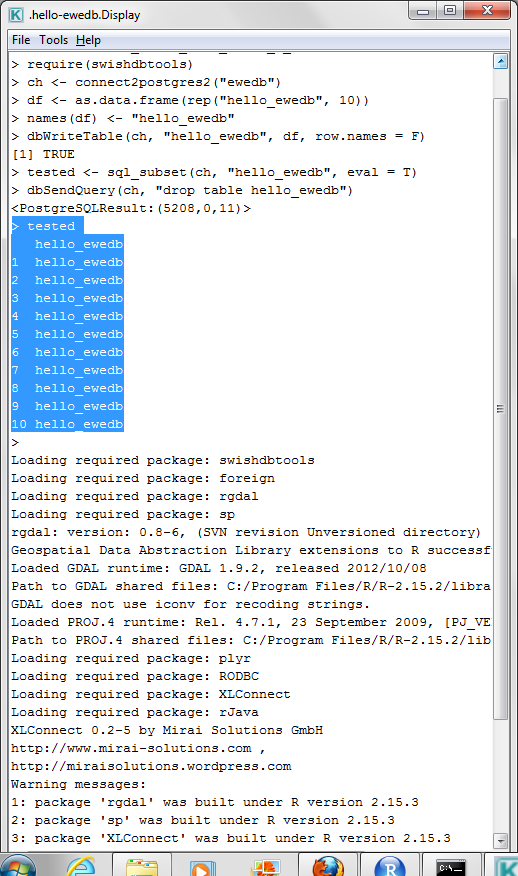 .hello-ewedb.Display
File Tools Help
> require(swishdbtools)
> ch <- connect2postgres2("ewedb")
> df <- as.data.frame(rep("hello_ewedb", 10))
> names(df) <- "hello_ewedb"
> dbWriteTable(ch, "hello_ewedb", df, row.names = F)
[1] TRUE
> tested <- sql_subset(ch, "hello_ewedb", eval = T)
> dbSendQuery(ch, "drop table hello_ewedb")
<PostgreSQLResult:(5208,0,11)>
> tested
hello_ewedb
1 hello_ewedb
2 hello_ewedb
3 hello_ewedb
4 hello_ewedb
5 hello_ewedb
6 hello_ewedb
7 hello_ewedb
8 hello_ewedb
9 hello_ewedb
10 hello_ewedb
>
Loading required package: swishdbtools
Loading required package: foreign
Loading required package: rgdal
Loading required package: sp
rgdal: version: 0.8-6, (SVN revision Unversioned directory)
Geospatial Data Abstraction Library extensions to R successf
Loaded GDAL runtime: GDAL 1.9.2, released 2012/10/08
Path to GDAL shared files: C:/Program Files/R/R-2.15.2/libra
GDAL does not use iconv for recoding strings.
Loaded PROJ.4 runtime: Rel. 4.7.1, 23 September 2009, [PJ_VE
Path to PROJ.4 shared files: C:/Program Files/R/R-2.15.2/lib
Loading required package: plyr
Loading required package: RODBC
Loading required package: XLConnect
Loading required package: rJava
XLConnect 0.2-5 by Mirai Solutions GmbH
http://www.mirai-solutions.com ,
http://miraisolutions.wordpress.com
Warning messages:
1: package 'rgdal' was built under R version 2.15.3
2: package 'sp' was built under R version 2.15.3
3: package 'XLConnect' was built under R version 2.15.3